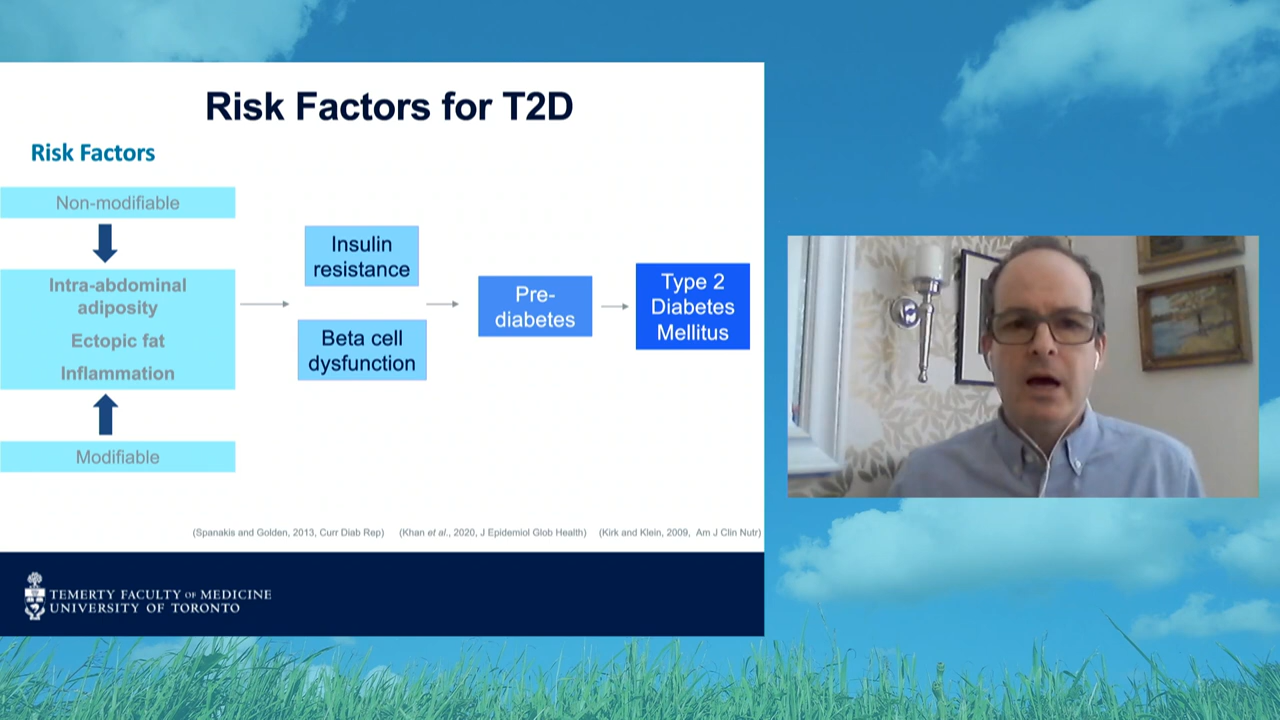 Risk Factors for T2D
Risk Factors
Non-modifiable
Intra-abdominal
adiposity
Ectopic fat
Inflammation
Modifiable
Insulin
resistance
Beta cell
dysfunction
Pre-
diabetes
Type 2
Diabetes
Mellitus
(Spanakis and Golden, 2013, Curr Diab Rep) (Khan et al., 2020, J Epidemiol Glob Health) (Kirk and Klein, 2009, Am J Clin Nutr)
TEMERTY FACULTY OF MEDICINE
UNIVERSITY OF TORONTO